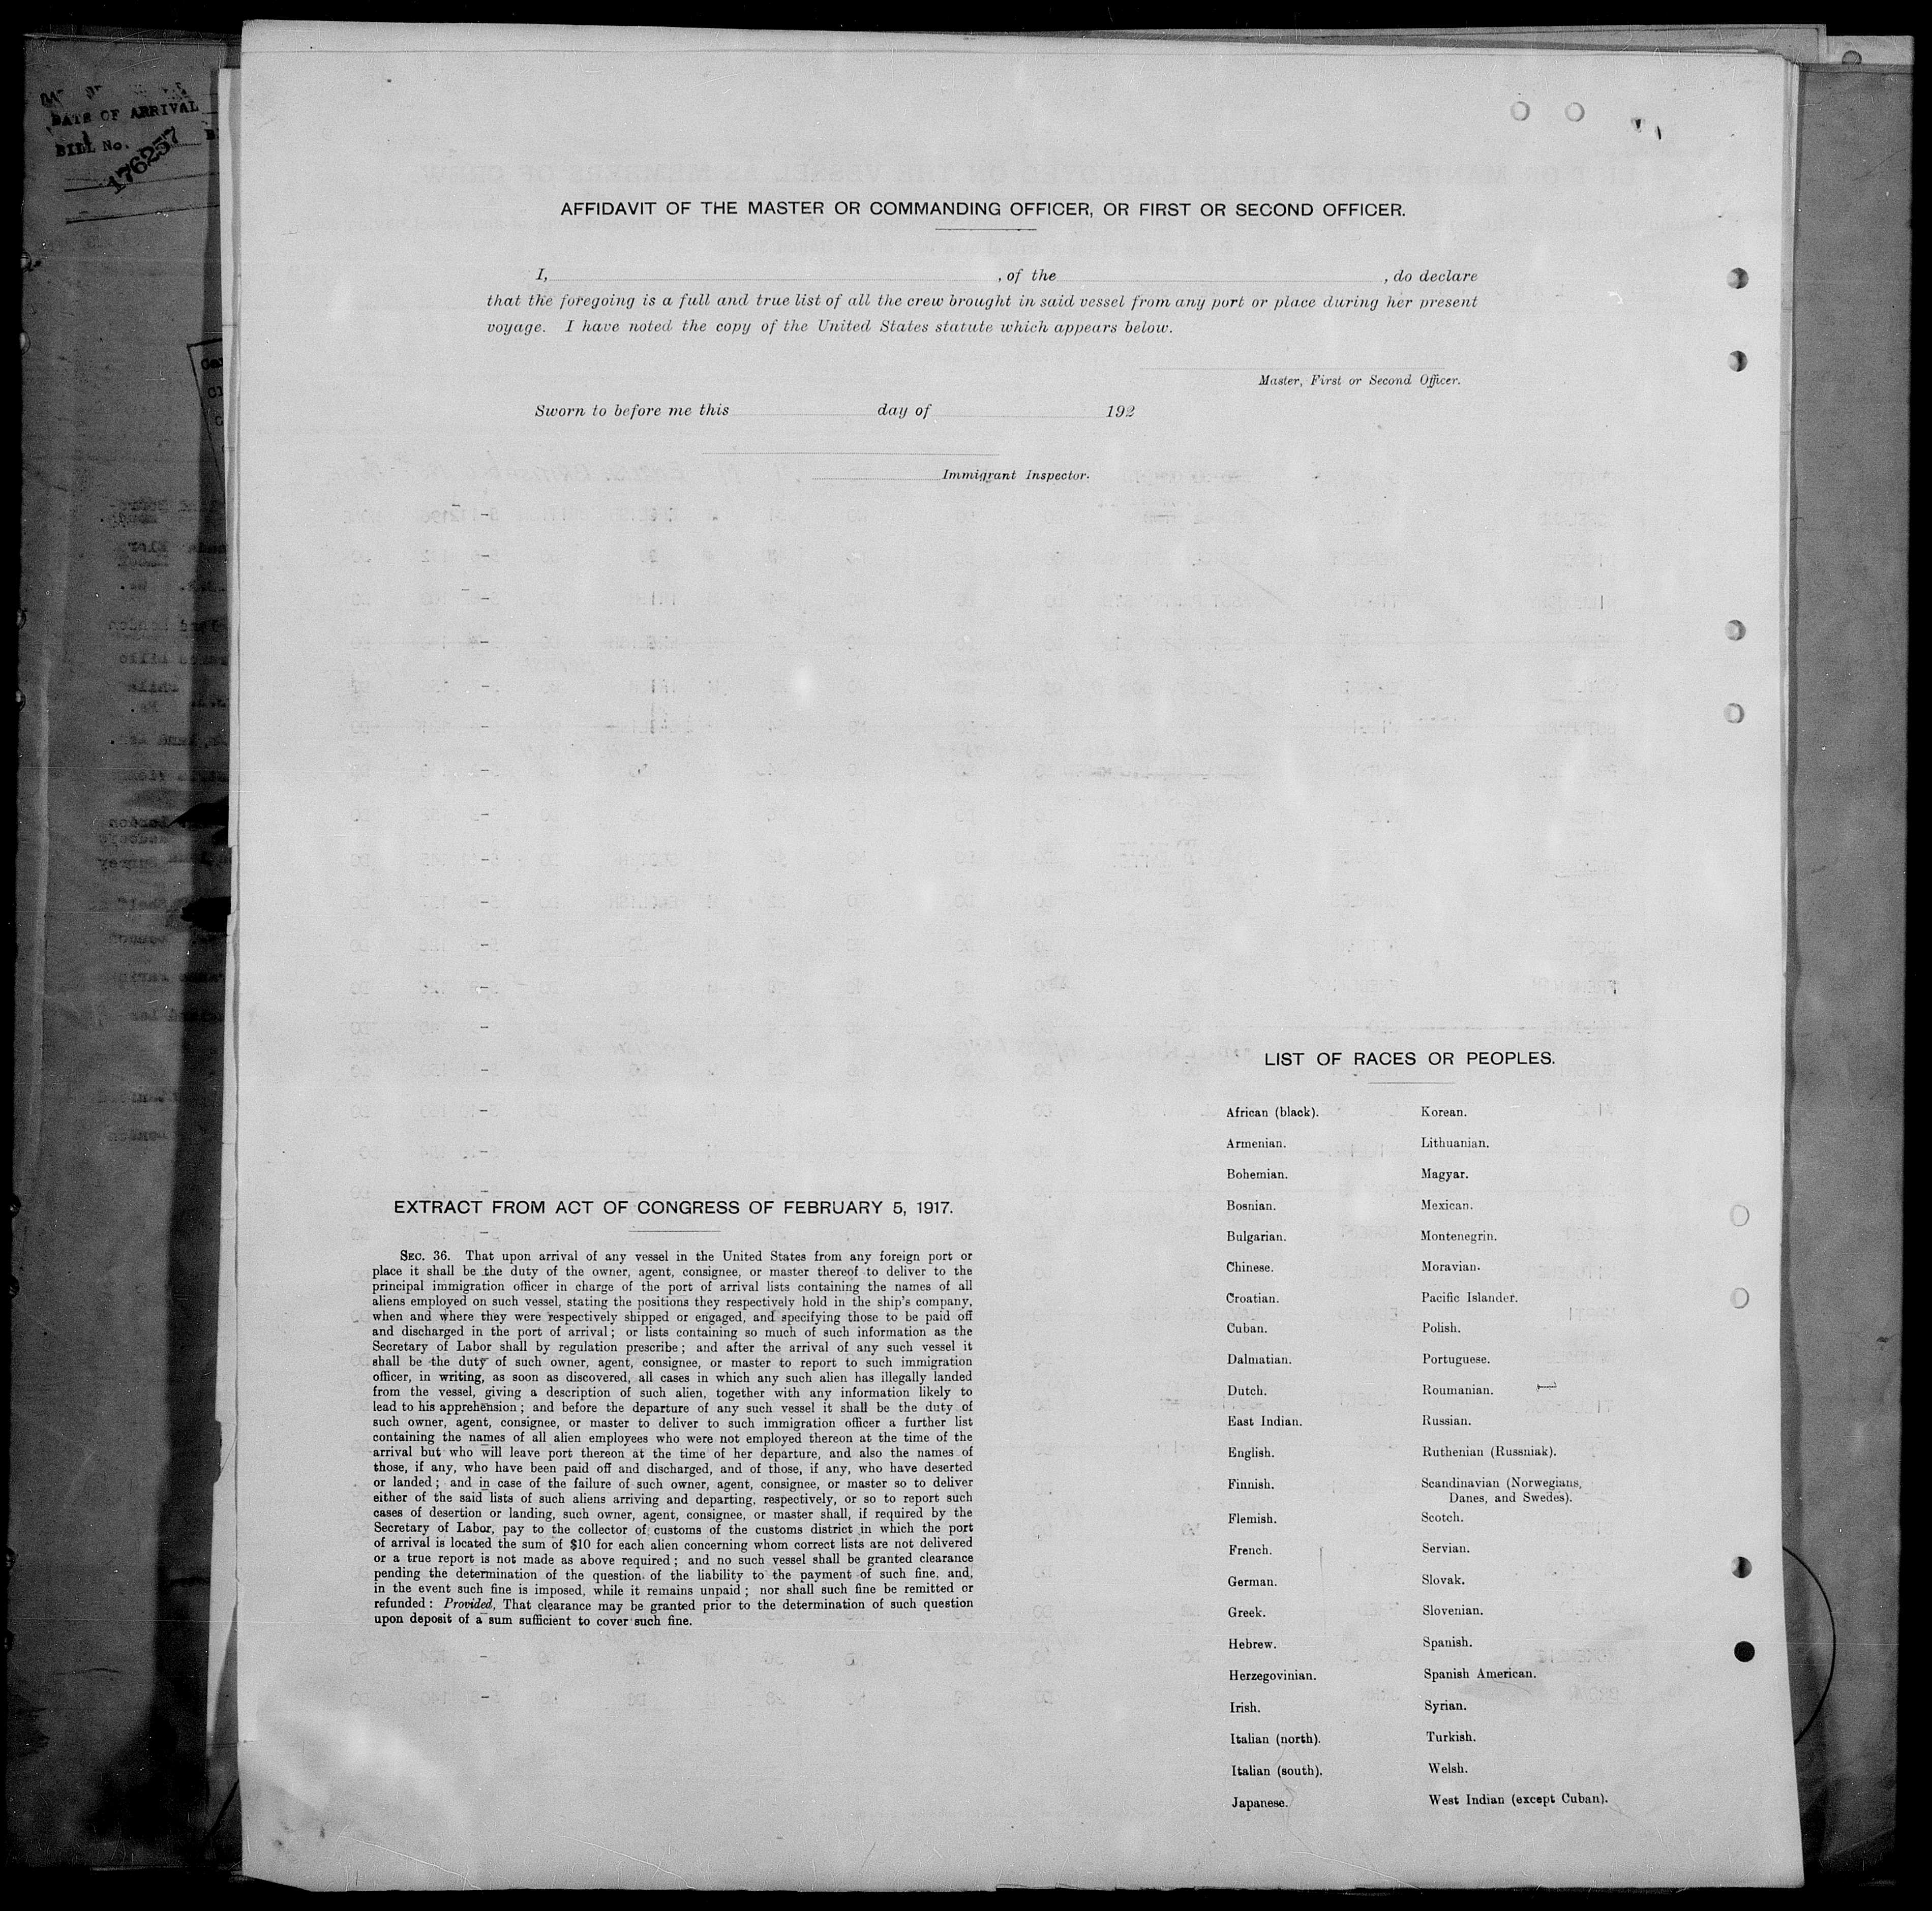 DATE OF ARRIVAL
BILL No.
176257
AFFIDAVIT OF THE MASTER OR COMMANDING OFFICER, OR FIRST OR SECOND OFFICER.
I, , of the , do declare
that the foregoing is a full and true list of all the crew brought in said vessel from any port or place during her present
voyage. I have noted the copy of the United States statute which appears below.
Master, First or Second Officer.
Sworn to before me this day of 192
Immigrant Inspector.
EXTRACT FROM ACT OF CONGRESS OF FEBRUARY 5, 1917.
SEC. 36. That upon arrival of any vessel in the United States from any foreign port or
place it shall be the duty of the owner, agent, consignee, or master thereof to deliver to the
principal immigration officer in charge of the port of arrival lists containing the names of all
aliens employed on such vessel, stating the positions they respectively hold in the ship's company,
when and where they were respectively shipped or engaged, and specifying those to be paid off
and discharged in the port of arrival; or lists containing so much of such information as the
Secretary of Labor shall by regulation prescribe; and after the arrival of any such vessel it
shall be the duty of such owner, agent, consignee, or master to report to such immigration
officer, in writing, as soon as discovered, all cases in which any such alien has illegally landed
from the vessel, giving a description of such alien, together with any information likely to
lead to his apprehension; and before the departure of any such vessel it shall be the duty of
such owner, agent, consignee, or master to deliver to such immigration officer a further list
containing the names of all alien employees who were not employed thereon at the time of the
arrival but who will leave port thereon at the time of her departure, and also the names of
those, if any, who have been paid off and discharged, and of those, if any, who have deserted
or landed; and in case of the failure of such owner, agent, consignee, or master so to deliver
either of the said lists of such aliens arriving and departing, respectively, or so to report such
cases of desertion or landing, such owner, agent, consignee, or master shall, if required by the
Secretary of Labor, pay to the collector of customs of the customs district in which the port
of arrival is located the sum of $10 for each alien concerning whom correct lists are not delivered
or a true report is not made as above required; and no such vessel shall be granted clearance
pending the determination of the question of the liability to the payment of such fine, and,
in the event such fine is imposed, while it remains unpaid; nor shall such fine be remitted or
refunded: Provided, That clearance may be granted prior to the determination of such question
upon deposit of a sum sufficient to cover such fine.
LIST OF RACES OR PEOPLES.
African (black).
Armenian.
Bohemian.
Bosnian.
Bulgarian.
Chinese.
Croatian.
Cuban.
Dalmatian.
Dutch.
East Indian.
English.
Finnish.
Flemish.
French.
German.
Greek.
Hebrew.
Herzegovinian.
Irish.
Italian (north).
Italian (south).
Japanese.
Korean.
Lithuanian.
Magyar.
Mexican.
Montenegrin.
Moravian.
Pacific Islander.
Polish.
Portuguese.
Roumanian.
Russian.
Ruthenian (Russniak).
Scandinavian (Norwegians,
Danes, and Swedes).
Scotch.
Servian.
Slovak.
Slovenian.
Spanish.
Spanish American.
Syrian.
Turkish.
Welsh.
West Indian (except Cuban).